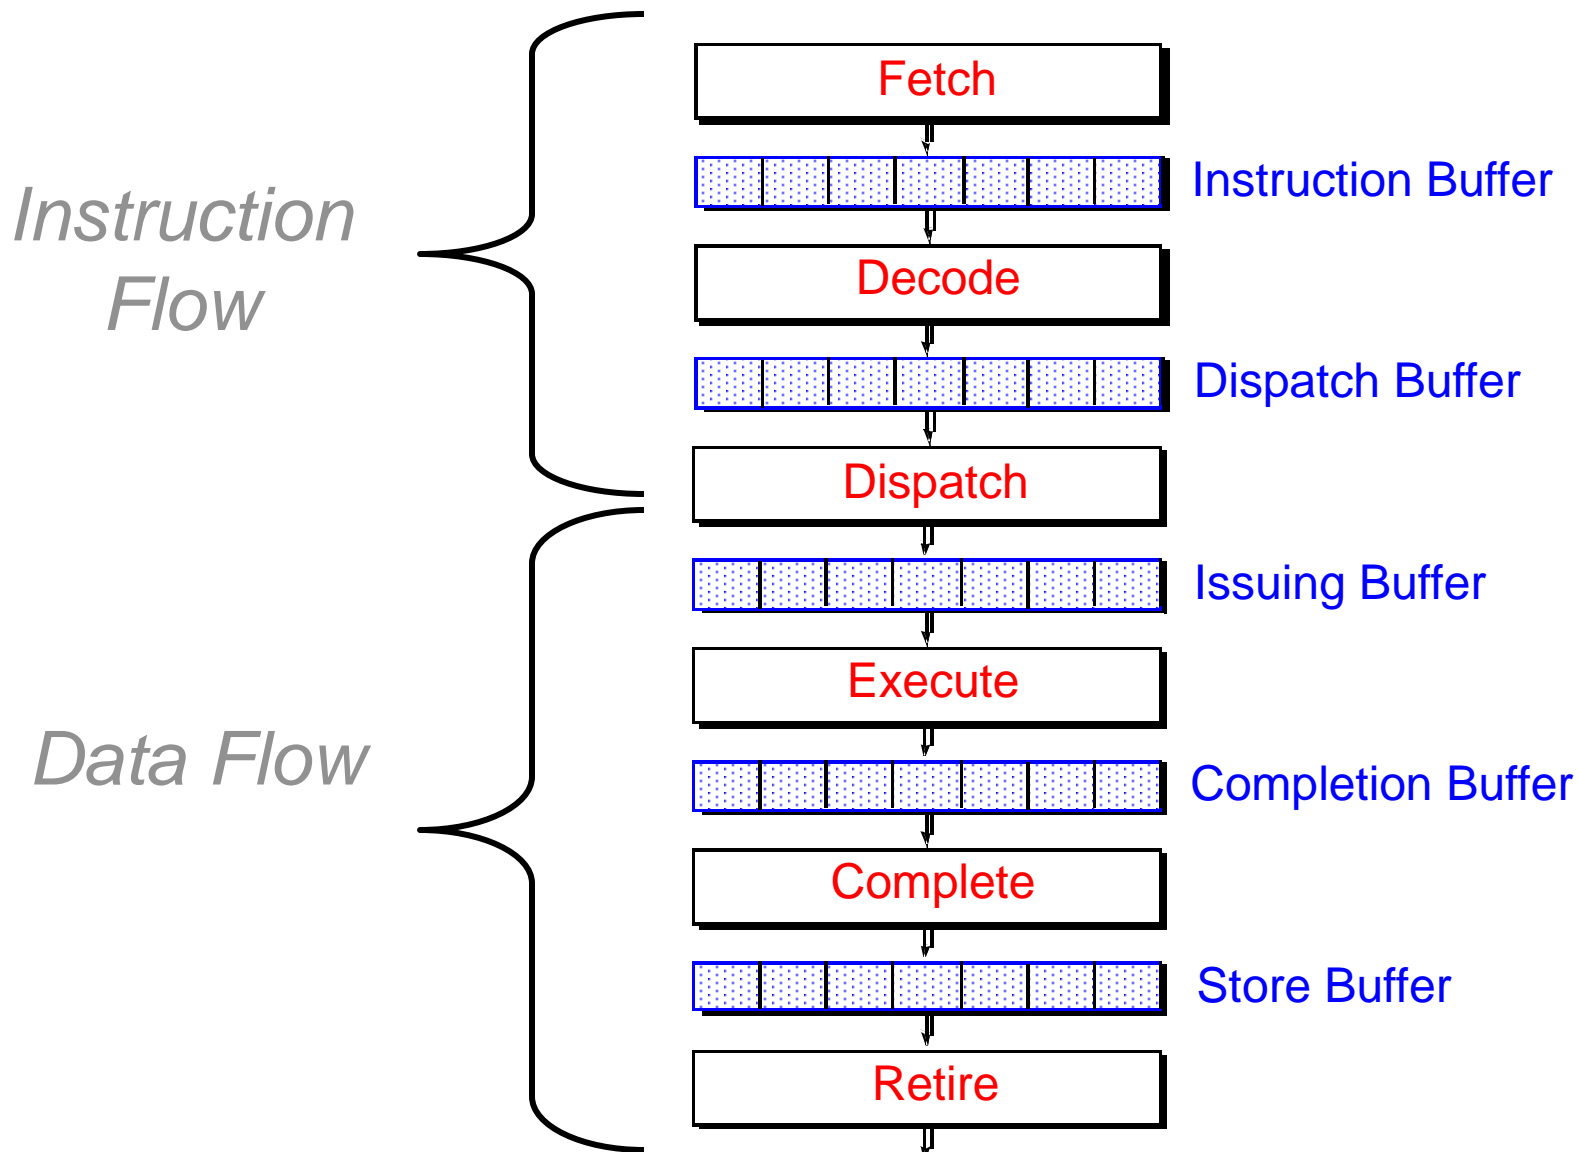 Fetch
Instruction Buffer
Instruction
Flow
Decode
Dispatch Buffer
Dispatch
Issuing Buffer
Execute
Data Flow
Completion Buffer
Complete
Store Buffer
Retire